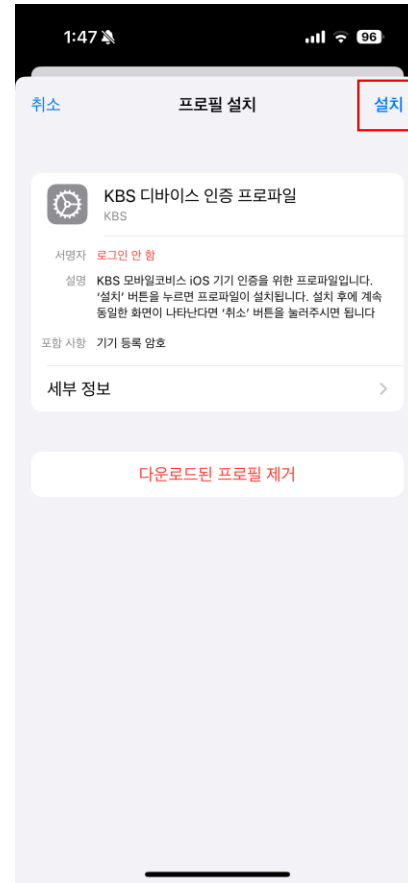 1:47
96
취소 프로필 설치 설치
KBS 디바이스 인증 프로파일
KBS
서명자 로그인 안 함
설명 KBS 모바일코비스 iOS 기기 인증을 위한 프로파일입니다.
‘설치’ 버튼을 누르면 프로파일이 설치됩니다. 설치 후에 계속
동일한 화면이 나타난다면 ‘취소’ 버튼을 눌러주시면 됩니다
포함 사항 기기 등록 암호
세부 정보
다운로드된 프로필 제거